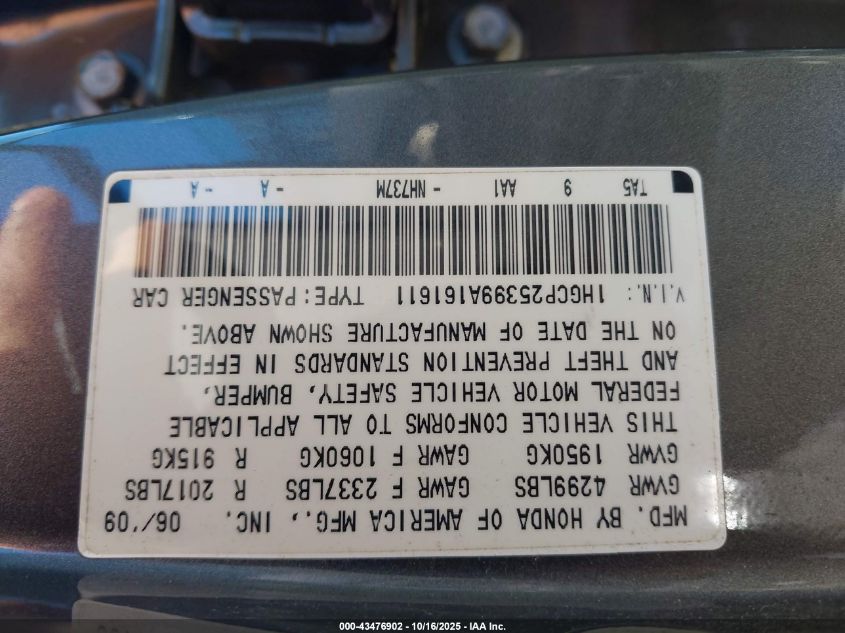 MFD. BY HONDA OF AMERICA MFG., INC. 06/'09
GVWR 4299LBS GAWR F 2337LBS R 2017LBS
GVWR 1950KG GAWR F 1060KG R 915KG
THIS VEHICLE CONFORMS TO ALL APPLICABLE
FEDERAL MOTOR VEHICLE SAFETY, BUMPER,
AND THEFT PREVENTION STANDARDS IN EFFECT
ON THE DATE OF MANUFACTURE SHOWN ABOVE.
V.I.N.: 1HGCP25399A161611 TYPE: PASSENGER CAR
TA5 9 AA1 - NH737M - A - A
000-43476902 - 10/16/2025 - IAA Inc.